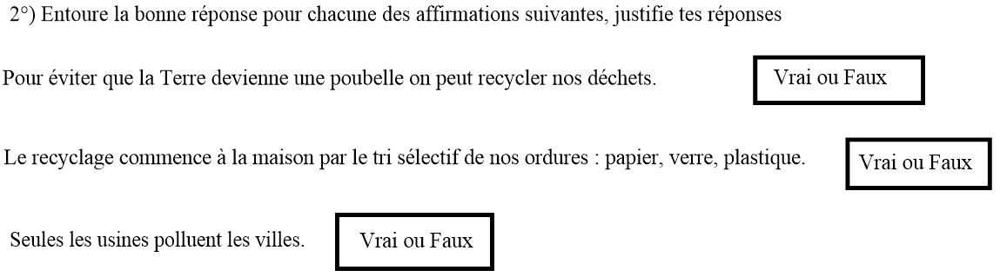 2°) Entoure la bonne réponse pour chacune des affirmations suivantes, justifie tes réponses
Pour éviter que la Terre devienne une poubelle on peut recycler nos déchets. Vrai ou Faux
Le recyclage commence à la maison par le tri sélectif de nos ordures : papier, verre, plastique. Vrai ou Faux
Seules les usines polluent les villes. Vrai ou Faux